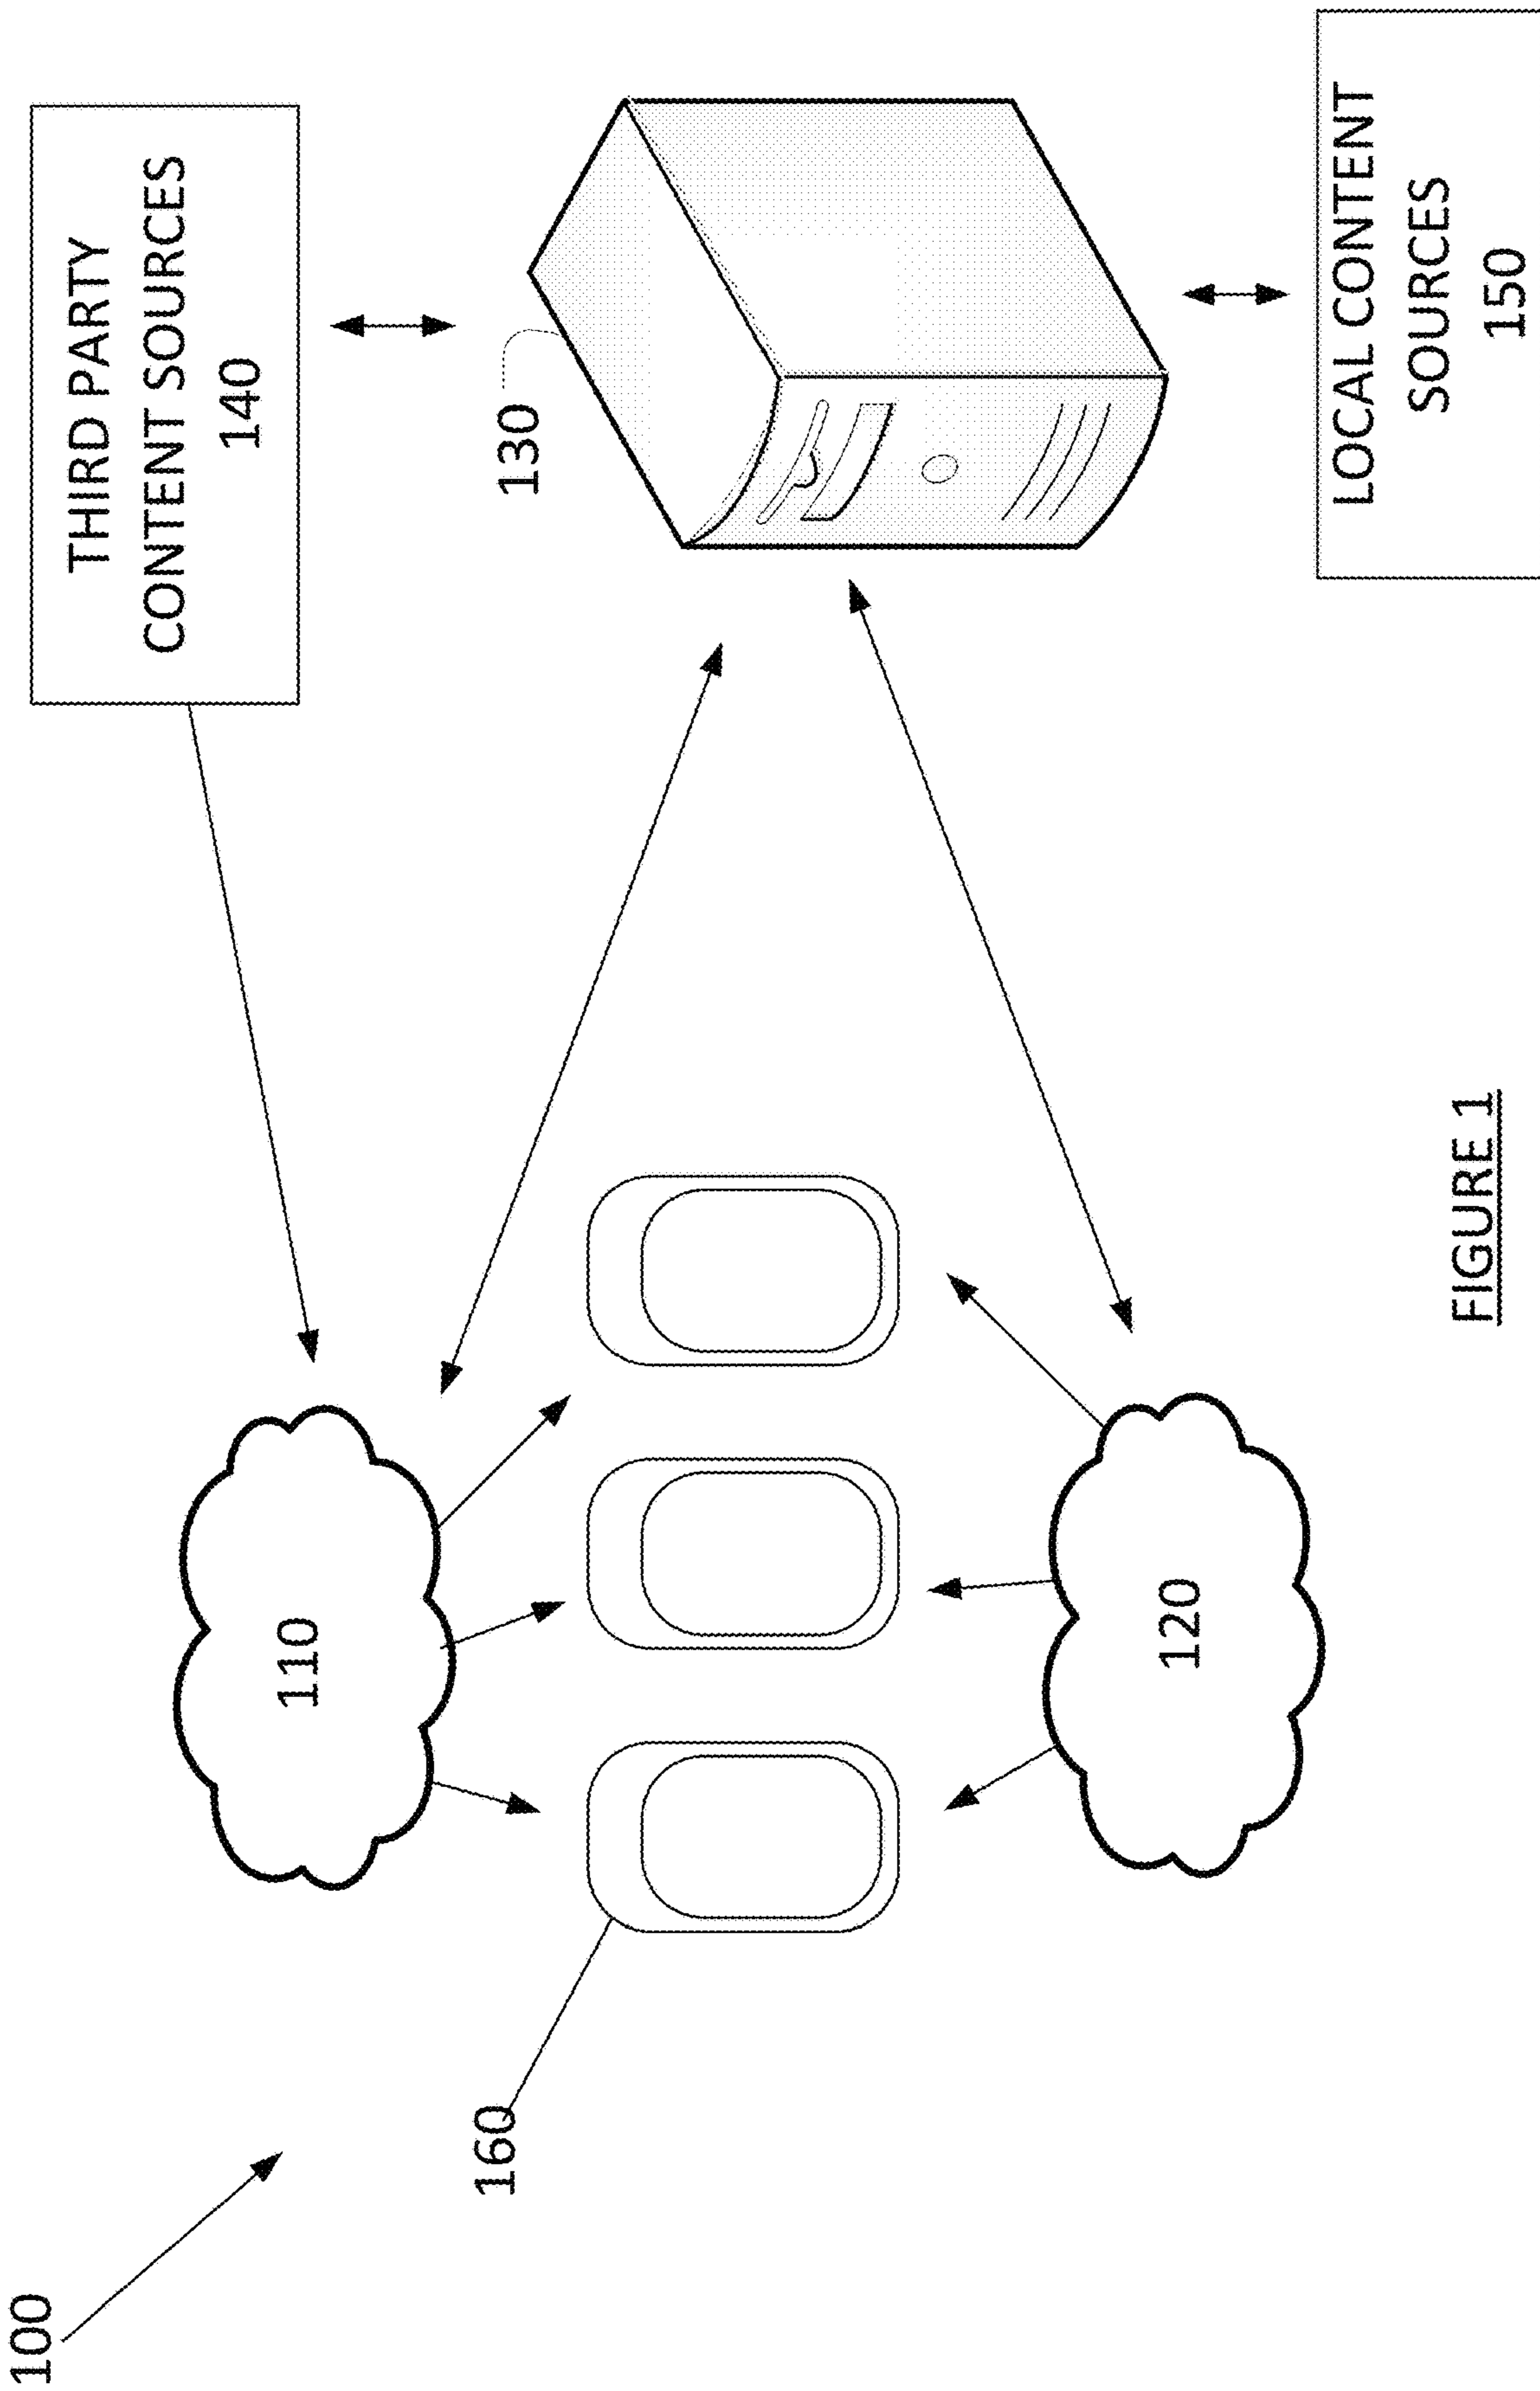 100
110
THIRD PARTY
CONTENT SOURCES
140
160
130
120
LOCAL CONTENT
SOURCES
150
FIGURE 1